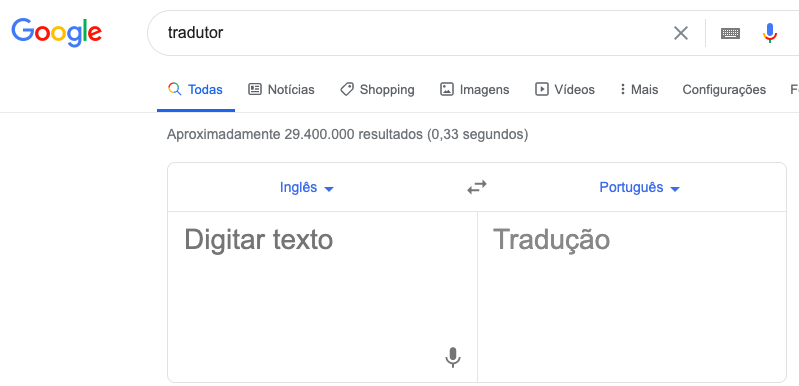 Google
tradutor
Todas Notícias Shopping Imagens Vídeos Mais Configurações
Aproximadamente 29.400.000 resultados (0,33 segundos)
Inglês Português
Digitar texto Tradução